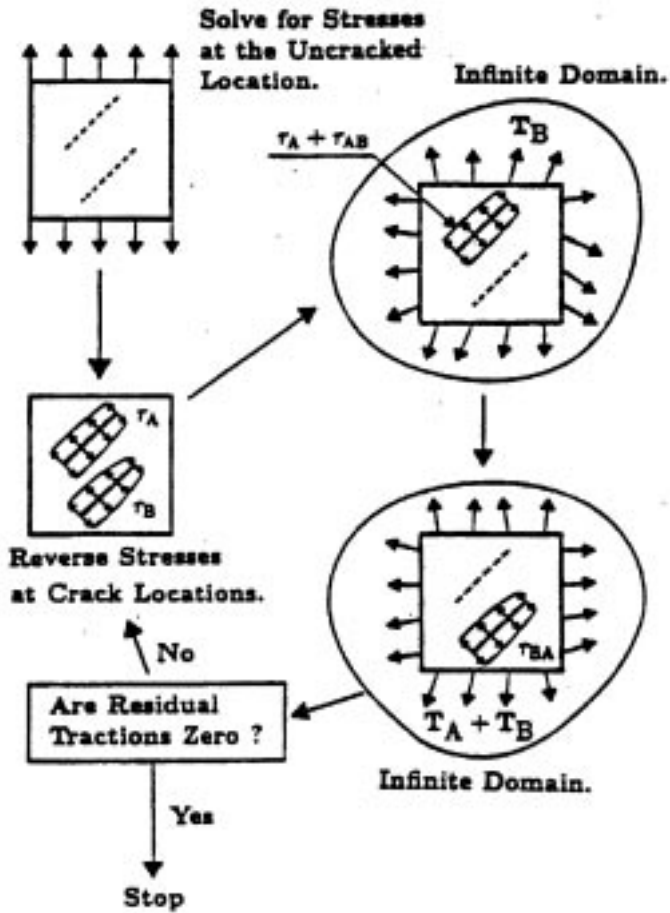 Solve for Stresses
at the Uncracked
Location.
Infinite Domain.
τA + τAB
TB
τA
τB
Reverse Stresses
at Crack Locations.
τBA
TA + TB
Infinite Domain.
No
Are Residual
Tractions Zero ?
Yes
Stop